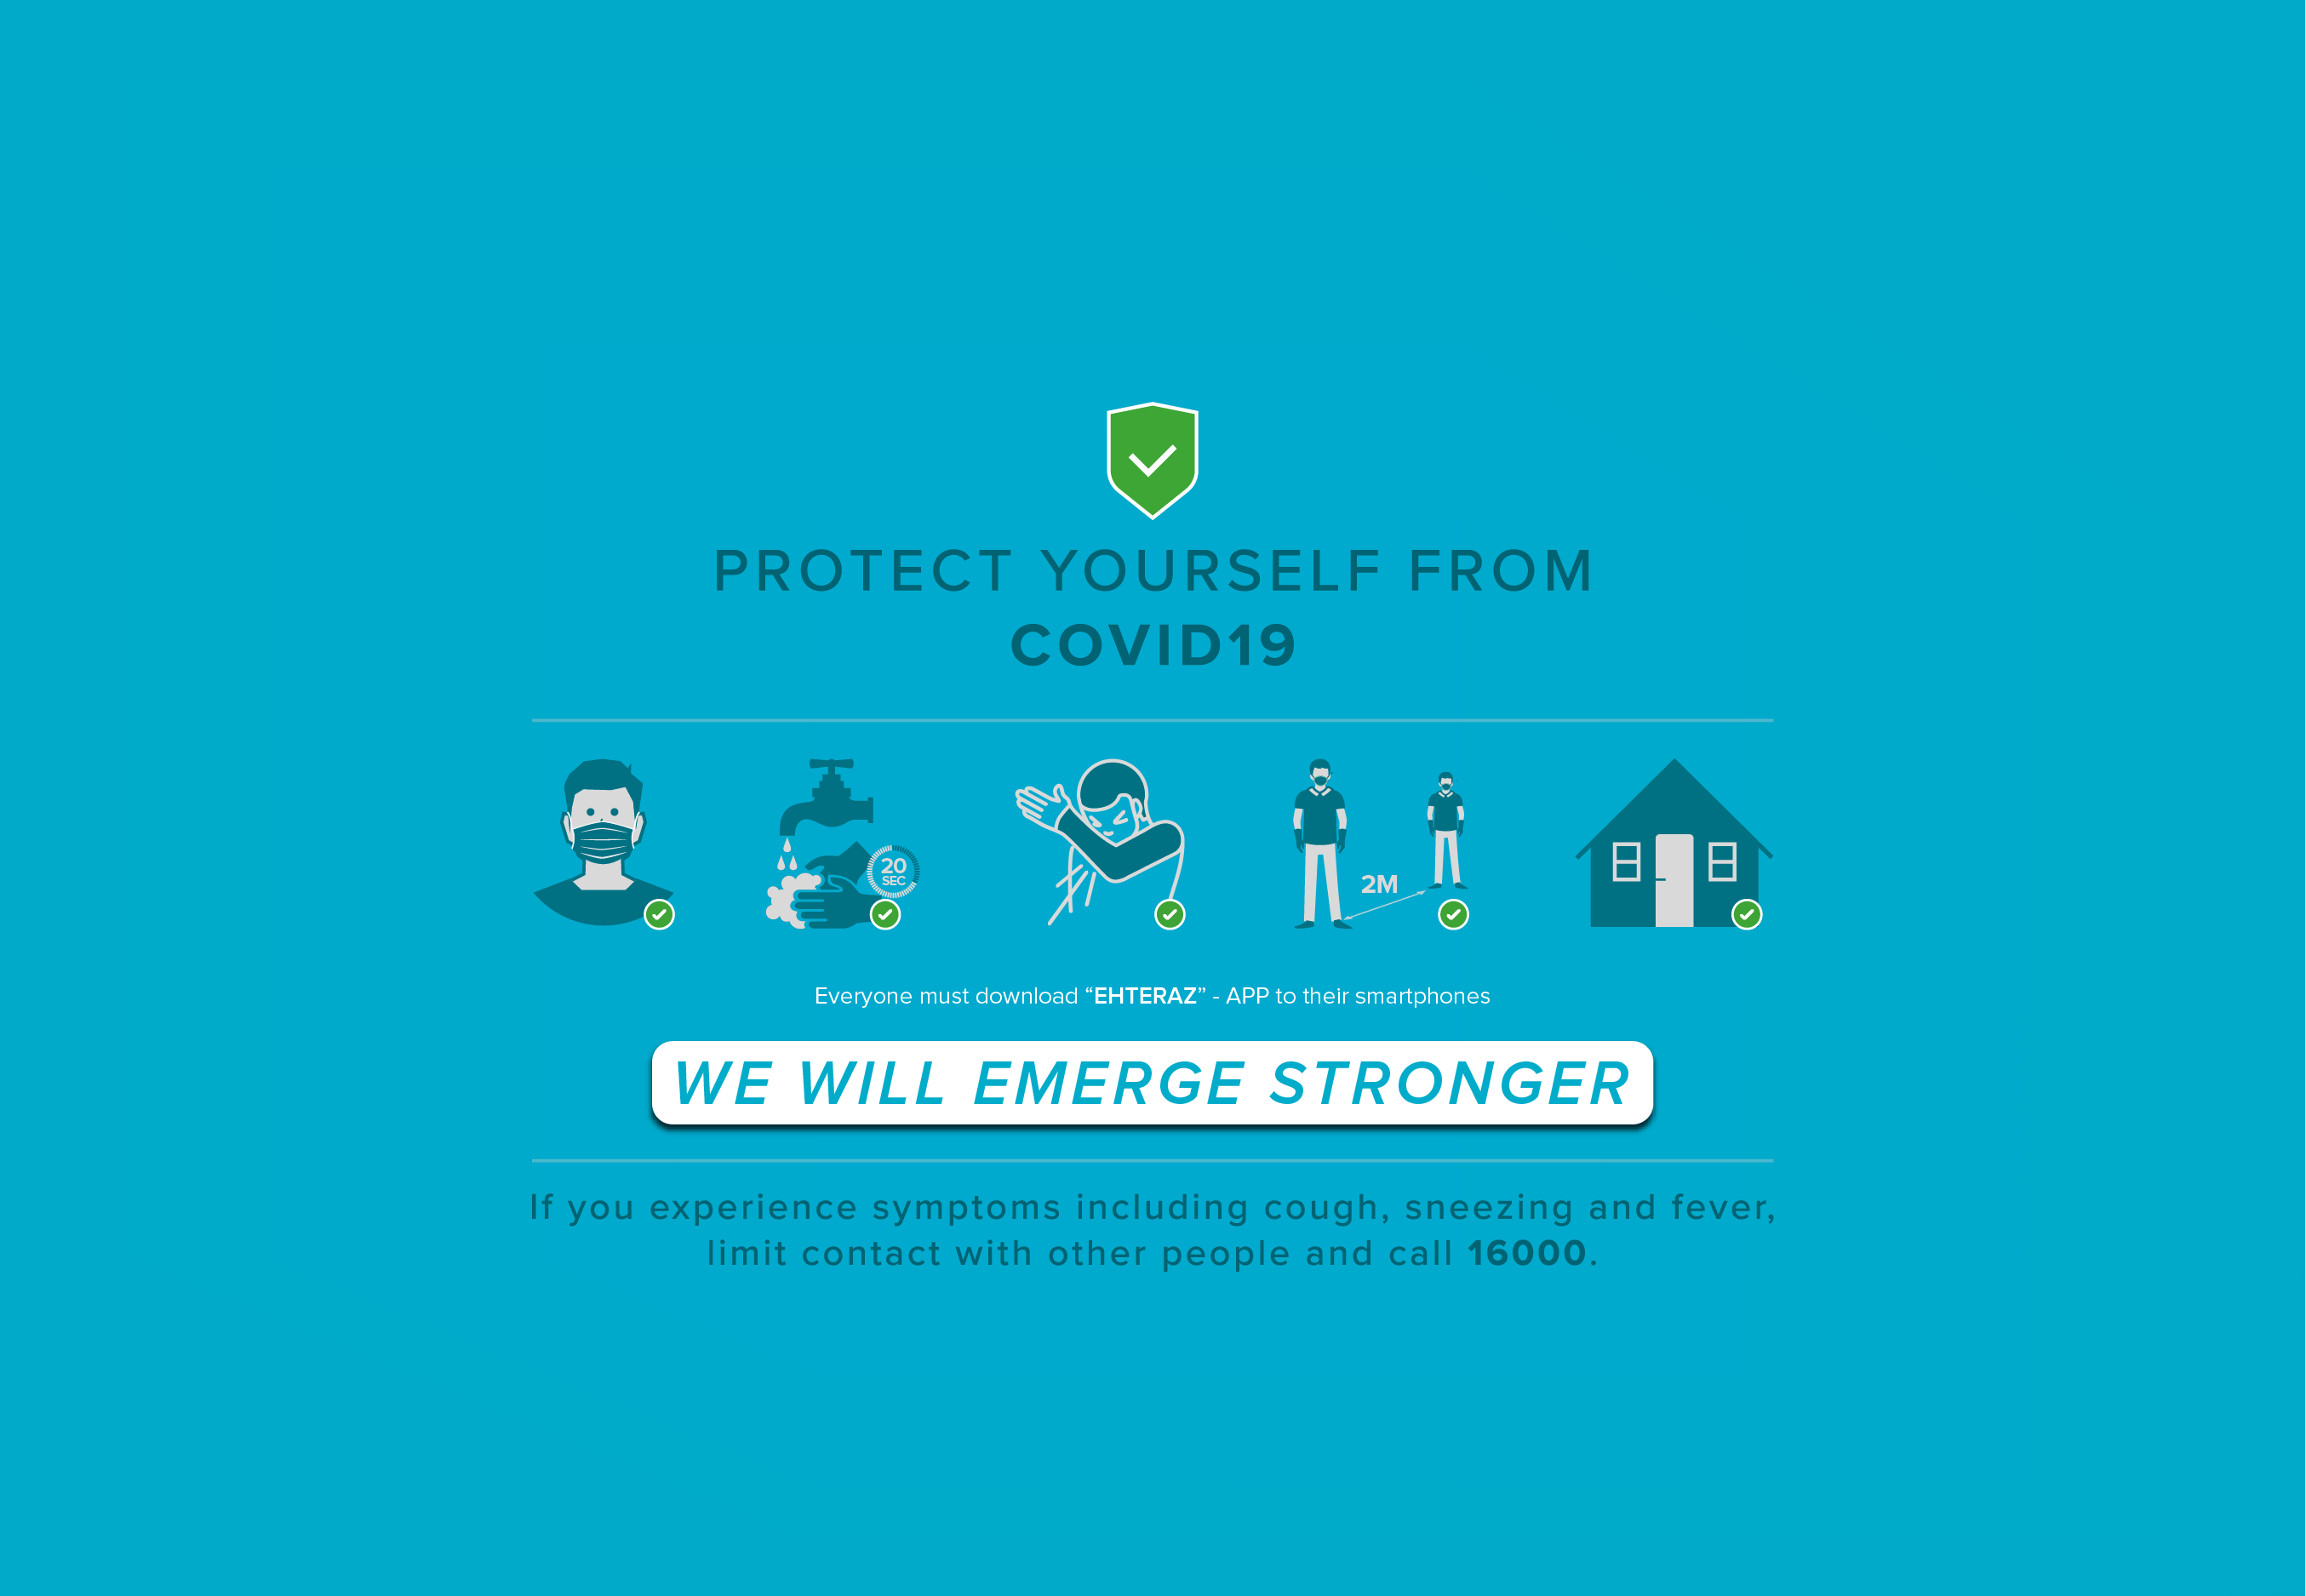 PROTECT YOURSELF FROM
COVID19
20
SEC
2M
Everyone must download “EHTERAZ” - APP to their smartphones
WE WILL EMERGE STRONGER
If you experience symptoms including cough, sneezing and fever,
limit contact with other people and call 16000.